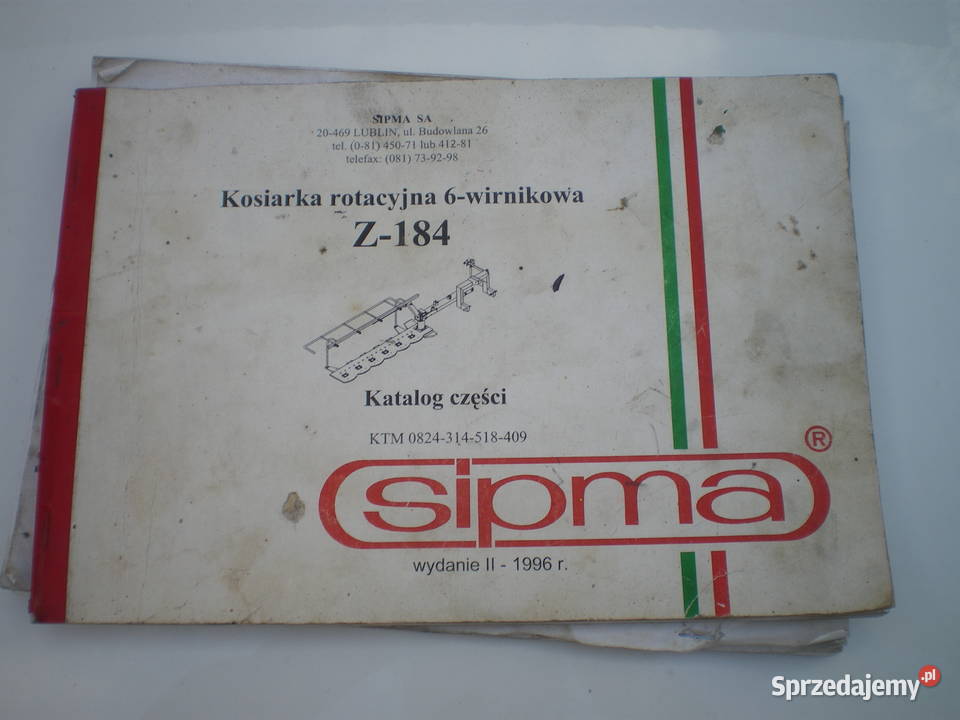 SIPMA SA
20-469 LUBLIN, ul. Budowlana 26
tel. (0-81) 450-71 lub 412-81
telefax: (081) 73-92-98
Kosiarka rotacyjna 6-wirnikowa
Z-184
Katalog części
KTM 0824-314-518-409
sipma ®
wydanie II - 1996 r.
Sprzedajemy.pl